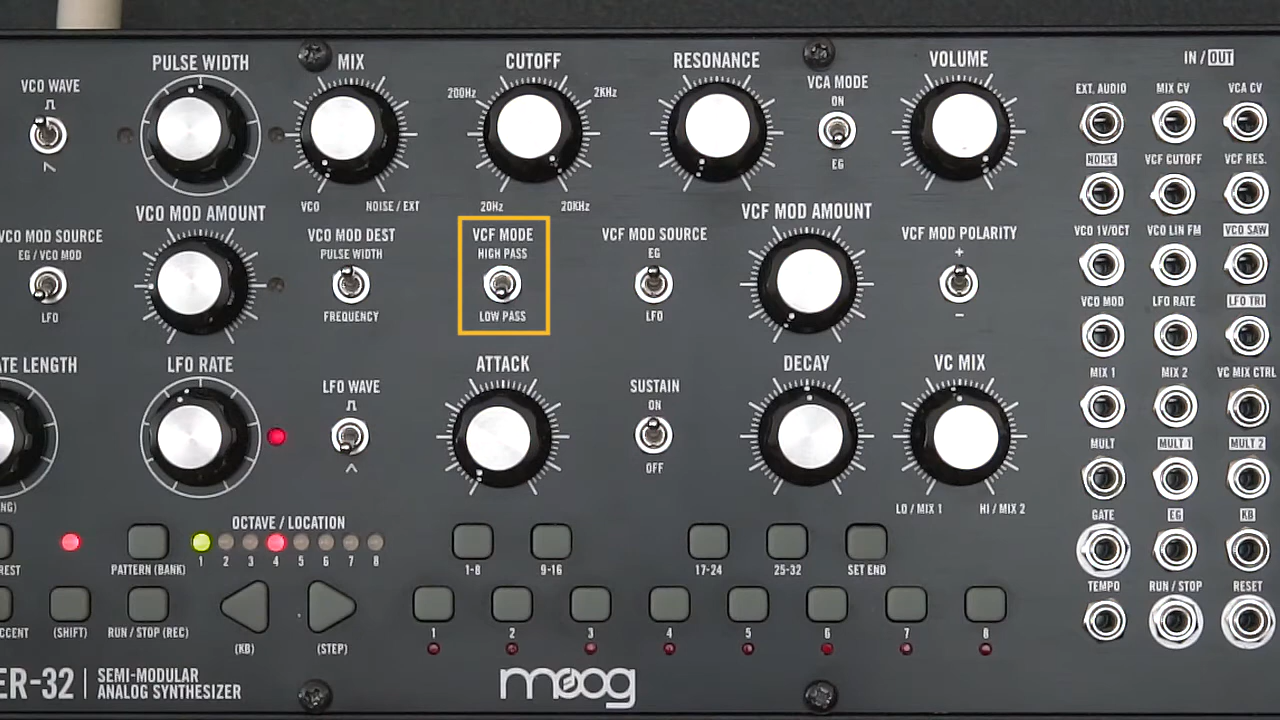 PULSE WIDTH
MIX
CUTOFF
RESONANCE
VOLUME
IN / OUT
VCO WAVE
200Hz
2KHz
VCA MODE
ON
EG
EXT. AUDIO
MIX CV
VCA CV
NOISE
VCF CUTOFF
VCF RES.
VCO
NOISE / EXT
20Hz
20KHz
VCO MOD AMOUNT
VCF MOD AMOUNT
VCO MOD SOURCE
EG / VCO MOD
LFO
VCO MOD DEST
PULSE WIDTH
FREQUENCY
VCF MODE
HIGH PASS
LOW PASS
VCF MOD SOURCE
EG
LFO
VCF MOD POLARITY
+
−
VCO 1V/OCT
VCO LIN FM
VCO SAW
VCO MOD
LFO RATE
LFO TRI
ATE LENGTH
LFO RATE
LFO WAVE
ATTACK
SUSTAIN
ON
OFF
DECAY
VC MIX
LO / MIX 1
HI / MIX 2
MIX 1
MIX 2
VC MIX CTRL
MULT
MULT 1
MULT 2
NG)
OCTAVE / LOCATION
1 2 3 4 5 6 7 8
GATE
EG
KB
REST
PATTERN (BANK)
1-8
9-16
17-24
25-32
SET END
TEMPO
RUN / STOP
RESET
CCENT
(SHIFT)
RUN / STOP (REC)
(KB)
(STEP)
1 2 3 4 5 6 7 8
ER-32
SEMI-MODULAR
ANALOG SYNTHESIZER
moog